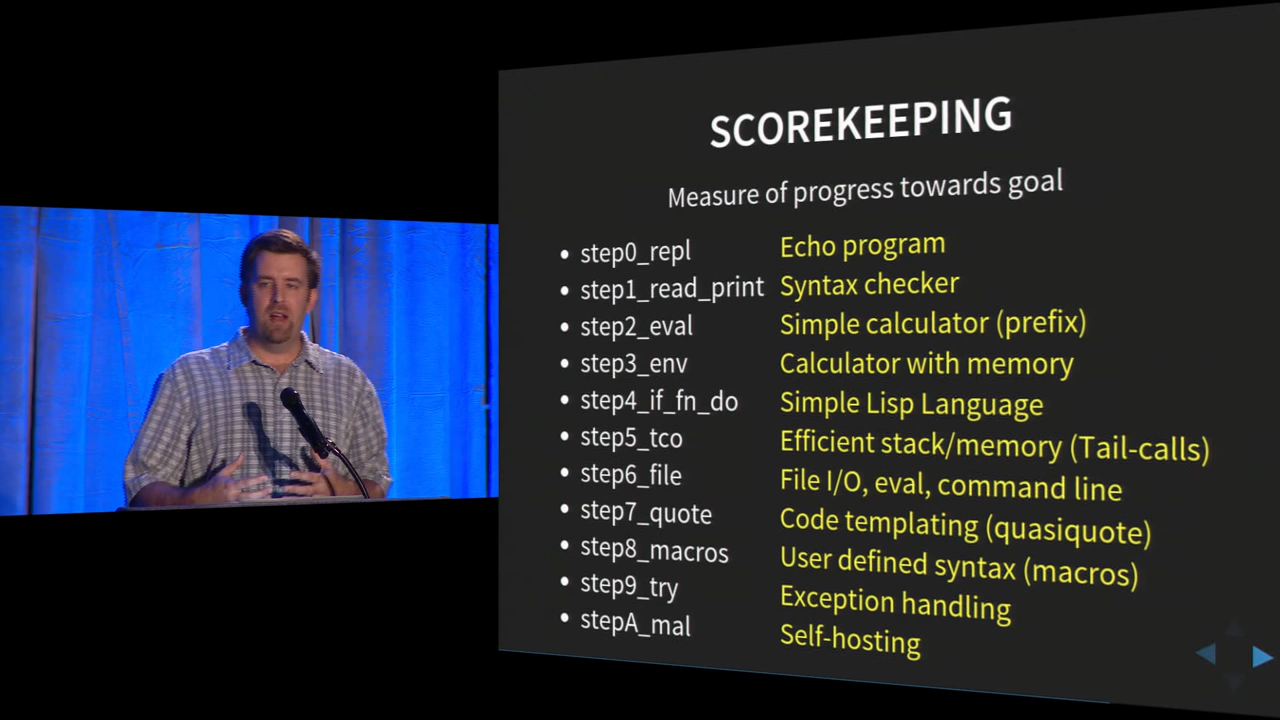 SCOREKEEPING
Measure of progress towards goal
• step0_repl Echo program
• step1_read_print Syntax checker
• step2_eval Simple calculator (prefix)
• step3_env Calculator with memory
• step4_if_fn_do Simple Lisp Language
• step5_tco Efficient stack/memory (Tail-calls)
• step6_file File I/O, eval, command line
• step7_quote Code templating (quasiquote)
• step8_macros User defined syntax (macros)
• step9_try Exception handling
• stepA_mal Self-hosting